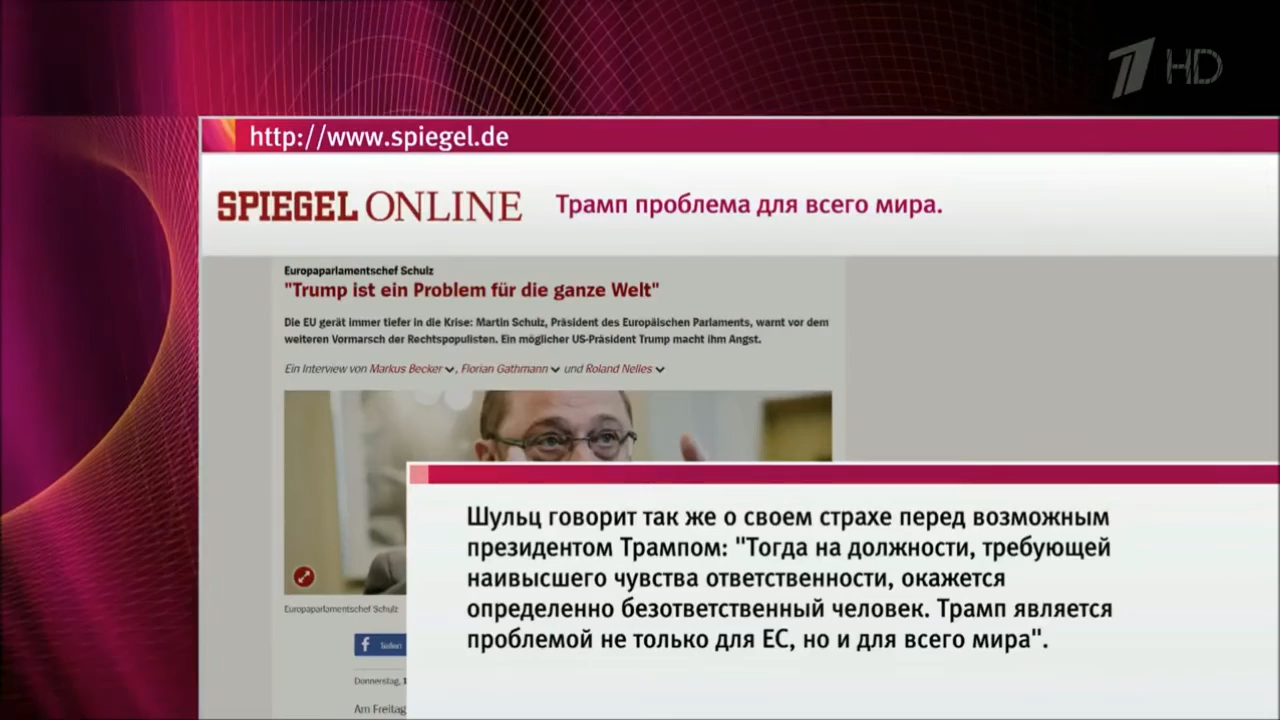 1 HD
http://www.spiegel.de
SPIEGEL ONLINE
Трамп проблема для всего мира.
Europaparlamentschef Schulz
"Trump ist ein Problem für die ganze Welt"
Die EU gerät immer tiefer in die Krise: Martin Schulz, Präsident des Europäischen Parlaments, warnt vor dem
weiteren Vormarsch der Rechtspopulisten. Ein möglicher US-Präsident Trump macht ihm Angst.
Ein Interview von Markus Becker, Florian Gathmann und Roland Nelles
Шульц говорит так же о своем страхе перед возможным
президентом Трампом: "Тогда на должности, требующей
наивысшего чувства ответственности, окажется
определенно безответственный человек. Трамп является
проблемой не только для ЕС, но и для всего мира".
Europaparlamentschef Schulz
f teilen
Donnerstag, 1
Am Freitag